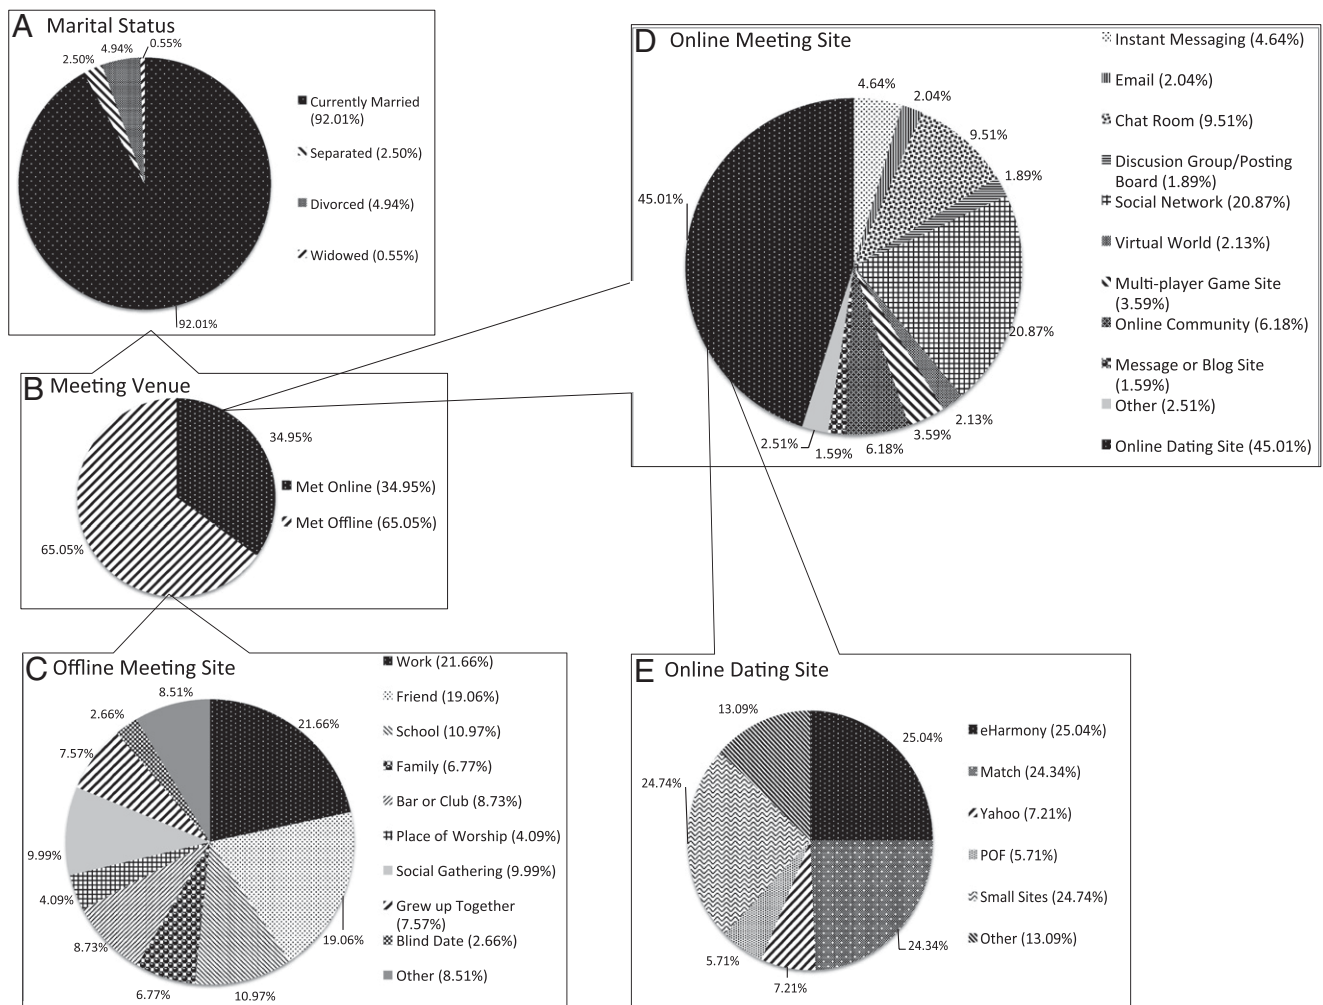 A Marital Status
2.50%
4.94%
0.55%
92.01%
Currently Married
(92.01%)
Separated (2.50%)
Divorced (4.94%)
Widowed (0.55%)
B Meeting Venue
34.95%
65.05%
Met Online (34.95%)
Met Offline (65.05%)
C Offline Meeting Site
8.51%
21.66%
2.66%
7.57%
9.99%
4.09%
8.73%
6.77%
10.97%
19.06%
Work (21.66%)
Friend (19.06%)
School (10.97%)
Family (6.77%)
Bar or Club (8.73%)
Place of Worship (4.09%)
Social Gathering (9.99%)
Grew up Together
(7.57%)
Blind Date (2.66%)
Other (8.51%)
D Online Meeting Site
4.64%
2.04%
9.51%
1.89%
45.01%
20.87%
2.13%
3.59%
6.18%
1.59%
2.51%
Instant Messaging (4.64%)
Email (2.04%)
Chat Room (9.51%)
Discusion Group/Posting
Board (1.89%)
Social Network (20.87%)
Virtual World (2.13%)
Multi-player Game Site
(3.59%)
Online Community (6.18%)
Message or Blog Site
(1.59%)
Other (2.51%)
Online Dating Site (45.01%)
E Online Dating Site
13.09%
25.04%
24.74%
5.71%
7.21%
24.34%
eHarmony (25.04%)
Match (24.34%)
Yahoo (7.21%)
POF (5.71%)
Small Sites (24.74%)
Other (13.09%)